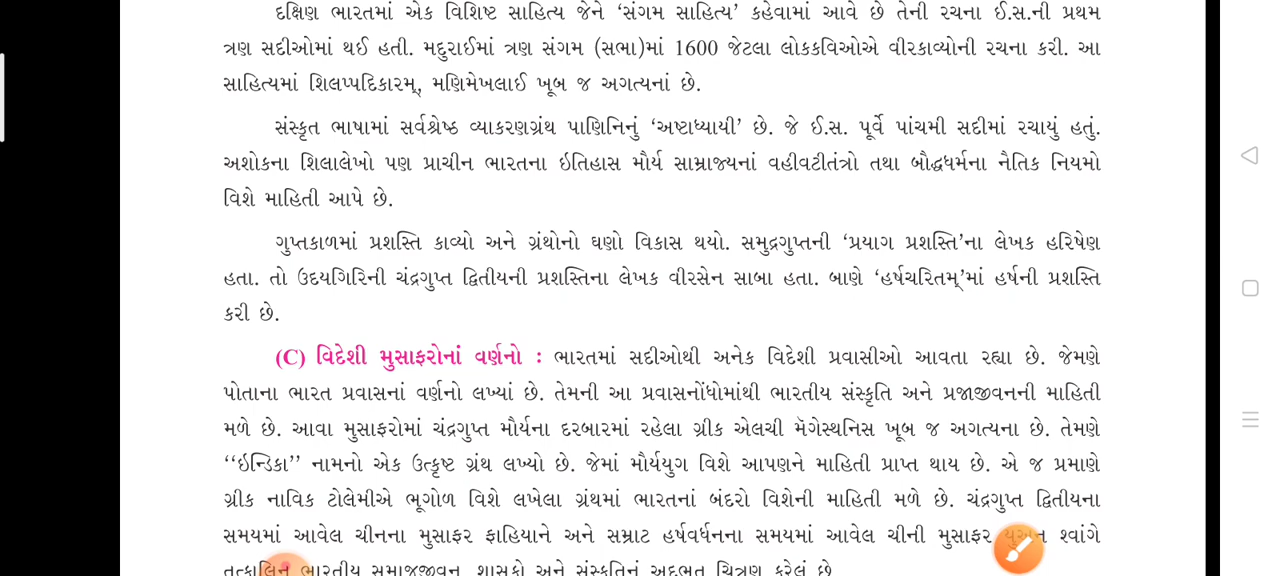 દક્ષિણ ભારતમાં એક વિશિષ્ટ સાહિત્ય જેને ‘સંગમ સાહિત્ય’ કહેવામાં આવે છે તેની રચના ઈ.સ.ની પ્રથમ
ત્રણ સદીઓમાં થઈ હતી. મદુરાઈમાં ત્રણ સંગમ (સભા)માં 1600 જેટલા લોકકવિઓએ વીરકાવ્યોની રચના કરી. આ
સાહિત્યમાં શિલપ્પદિકારમ્, મણિમેખલાઈ ખૂબ જ અગત્યનાં છે.
સંસ્કૃત ભાષામાં સર્વશ્રેષ્ઠ વ્યાકરણગ્રંથ પાણિનિનું ‘અષ્ટાધ્યાયી’ છે. જે ઈ.સ. પૂર્વે પાંચમી સદીમાં રચાયું હતું.
અશોકના શિલાલેખો પણ પ્રાચીન ભારતના ઇતિહાસ મૌર્ય સામ્રાજ્યનાં વહીવટીતંત્રો તથા બૌદ્ધધર્મના નૈતિક નિયમો
વિશે માહિતી આપે છે.
ગુપ્તકાળમાં પ્રશસ્તિ કાવ્યો અને ગ્રંથોનો ઘણો વિકાસ થયો. સમુદ્રગુપ્તની ‘પ્રયાગ પ્રશસ્તિ’ના લેખક હરિષેણ
હતા. તો ઉદયગિરિની ચંદ્રગુપ્ત દ્વિતીયની પ્રશસ્તિના લેખક વીરસેન સાબા હતા. બાણે ‘હર્ષચરિતમ્’માં હર્ષની પ્રશસ્તિ
કરી છે.
(C) વિદેશી મુસાફરોનાં વર્ણનો : ભારતમાં સદીઓથી અનેક વિદેશી પ્રવાસીઓ આવતા રહ્યા છે. જેમણે
પોતાના ભારત પ્રવાસનાં વર્ણનો લખ્યાં છે. તેમની આ પ્રવાસનોંધોમાંથી ભારતીય સંસ્કૃતિ અને પ્રજાજીવનની માહિતી
મળે છે. આવા મુસાફરોમાં ચંદ્રગુપ્ત મૌર્યના દરબારમાં રહેલા ગ્રીક એલચી મૅગેસ્થનિસ ખૂબ જ અગત્યના છે. તેમણે
‘‘ઇન્ડિકા’’ નામનો એક ઉત્કૃષ્ટ ગ્રંથ લખ્યો છે. જેમાં મૌર્યયુગ વિશે આપણને માહિતી પ્રાપ્ત થાય છે. એ જ પ્રમાણે
ગ્રીક નાવિક ટોલેમીએ ભૂગોળ વિશે લખેલા ગ્રંથમાં ભારતનાં બંદરો વિશેની માહિતી મળે છે. ચંદ્રગુપ્ત દ્વિતીયના
સમયમાં આવેલ ચીનના મુસાફર ફાહિયાને અને સમ્રાટ હર્ષવર્ધનના સમયમાં આવેલ ચીની મુસાફર યુઅન શ્વાંગે
તત્કાલિન ભારતીય સમાજજીવન, શાસકો અને સંસ્કૃતિનું અદભુત ચિત્રણ કરેલું છે